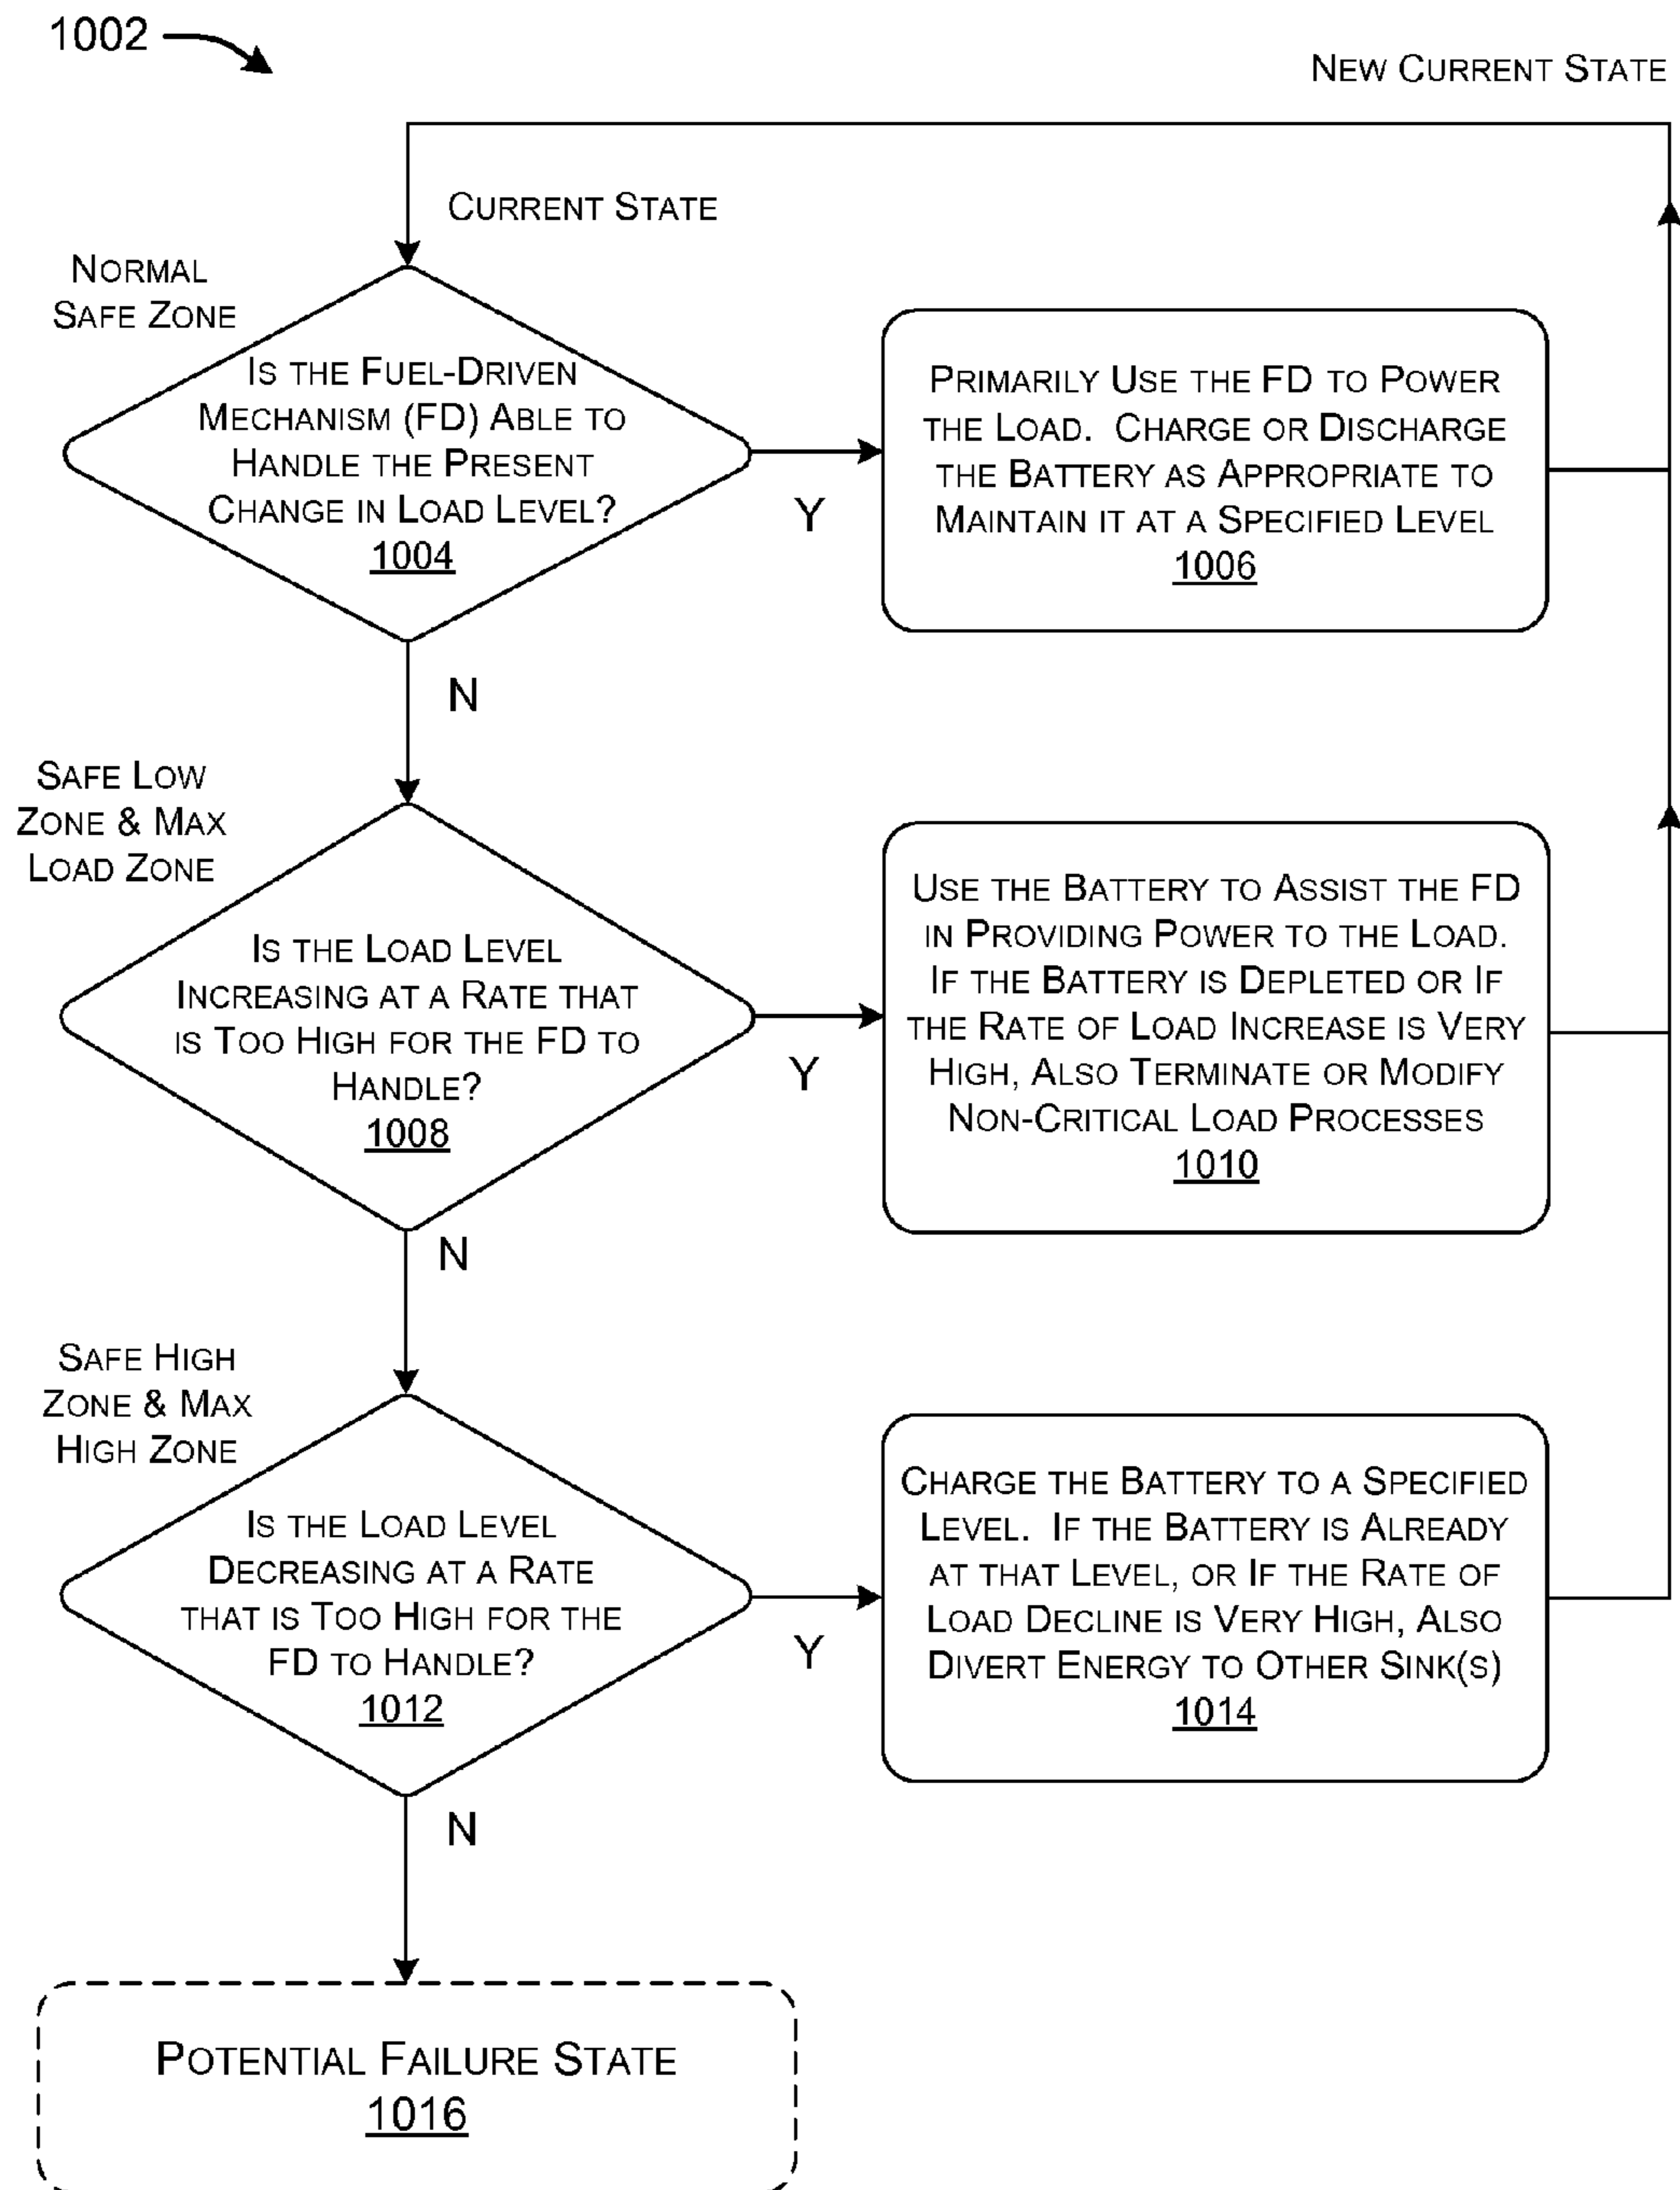 1002
NEW CURRENT STATE
CURRENT STATE
NORMAL
SAFE ZONE
IS THE FUEL-DRIVEN
MECHANISM (FD) ABLE TO
HANDLE THE PRESENT
CHANGE IN LOAD LEVEL?
1004
Y
PRIMARILY USE THE FD TO POWER
THE LOAD. CHARGE OR DISCHARGE
THE BATTERY AS APPROPRIATE TO
MAINTAIN IT AT A SPECIFIED LEVEL
1006
N
SAFE LOW
ZONE & MAX
LOAD ZONE
IS THE LOAD LEVEL
INCREASING AT A RATE THAT
IS TOO HIGH FOR THE FD TO
HANDLE?
1008
Y
USE THE BATTERY TO ASSIST THE FD
IN PROVIDING POWER TO THE LOAD.
IF THE BATTERY IS DEPLETED OR IF
THE RATE OF LOAD INCREASE IS VERY
HIGH, ALSO TERMINATE OR MODIFY
NON-CRITICAL LOAD PROCESSES
1010
N
SAFE HIGH
ZONE & MAX
HIGH ZONE
IS THE LOAD LEVEL
DECREASING AT A RATE
THAT IS TOO HIGH FOR THE
FD TO HANDLE?
1012
Y
CHARGE THE BATTERY TO A SPECIFIED
LEVEL. IF THE BATTERY IS ALREADY
AT THAT LEVEL, OR IF THE RATE OF
LOAD DECLINE IS VERY HIGH, ALSO
DIVERT ENERGY TO OTHER SINK(S)
1014
N
POTENTIAL FAILURE STATE
1016